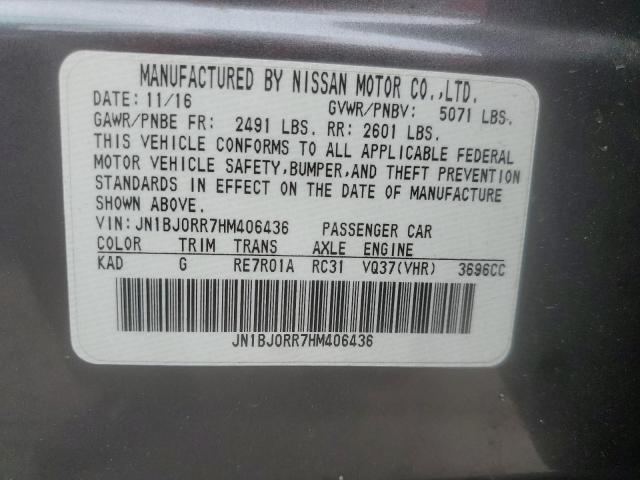 MANUFACTURED BY NISSAN MOTOR CO.,LTD.
DATE: 11/16 GVWR/PNBV: 5071 LBS.
GAWR/PNBE FR: 2491 LBS. RR: 2601 LBS.
THIS VEHICLE CONFORMS TO ALL APPLICABLE FEDERAL
MOTOR VEHICLE SAFETY,BUMPER,AND THEFT PREVENTION
STANDARDS IN EFFECT ON THE DATE OF MANUFACTURE
SHOWN ABOVE.
VIN: JN1BJ0RR7HM406436 PASSENGER CAR
COLOR TRIM TRANS AXLE ENGINE
KAD G RE7R01A RC31 VQ37(VHR) 3696CC
JN1BJ0RR7HM406436